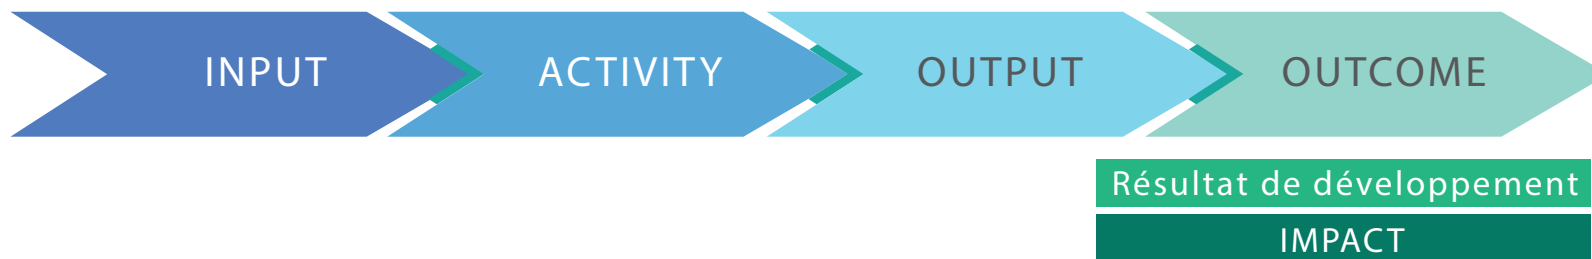 INPUT
ACTIVITY
OUTPUT
OUTCOME
Résultat de développement
IMPACT